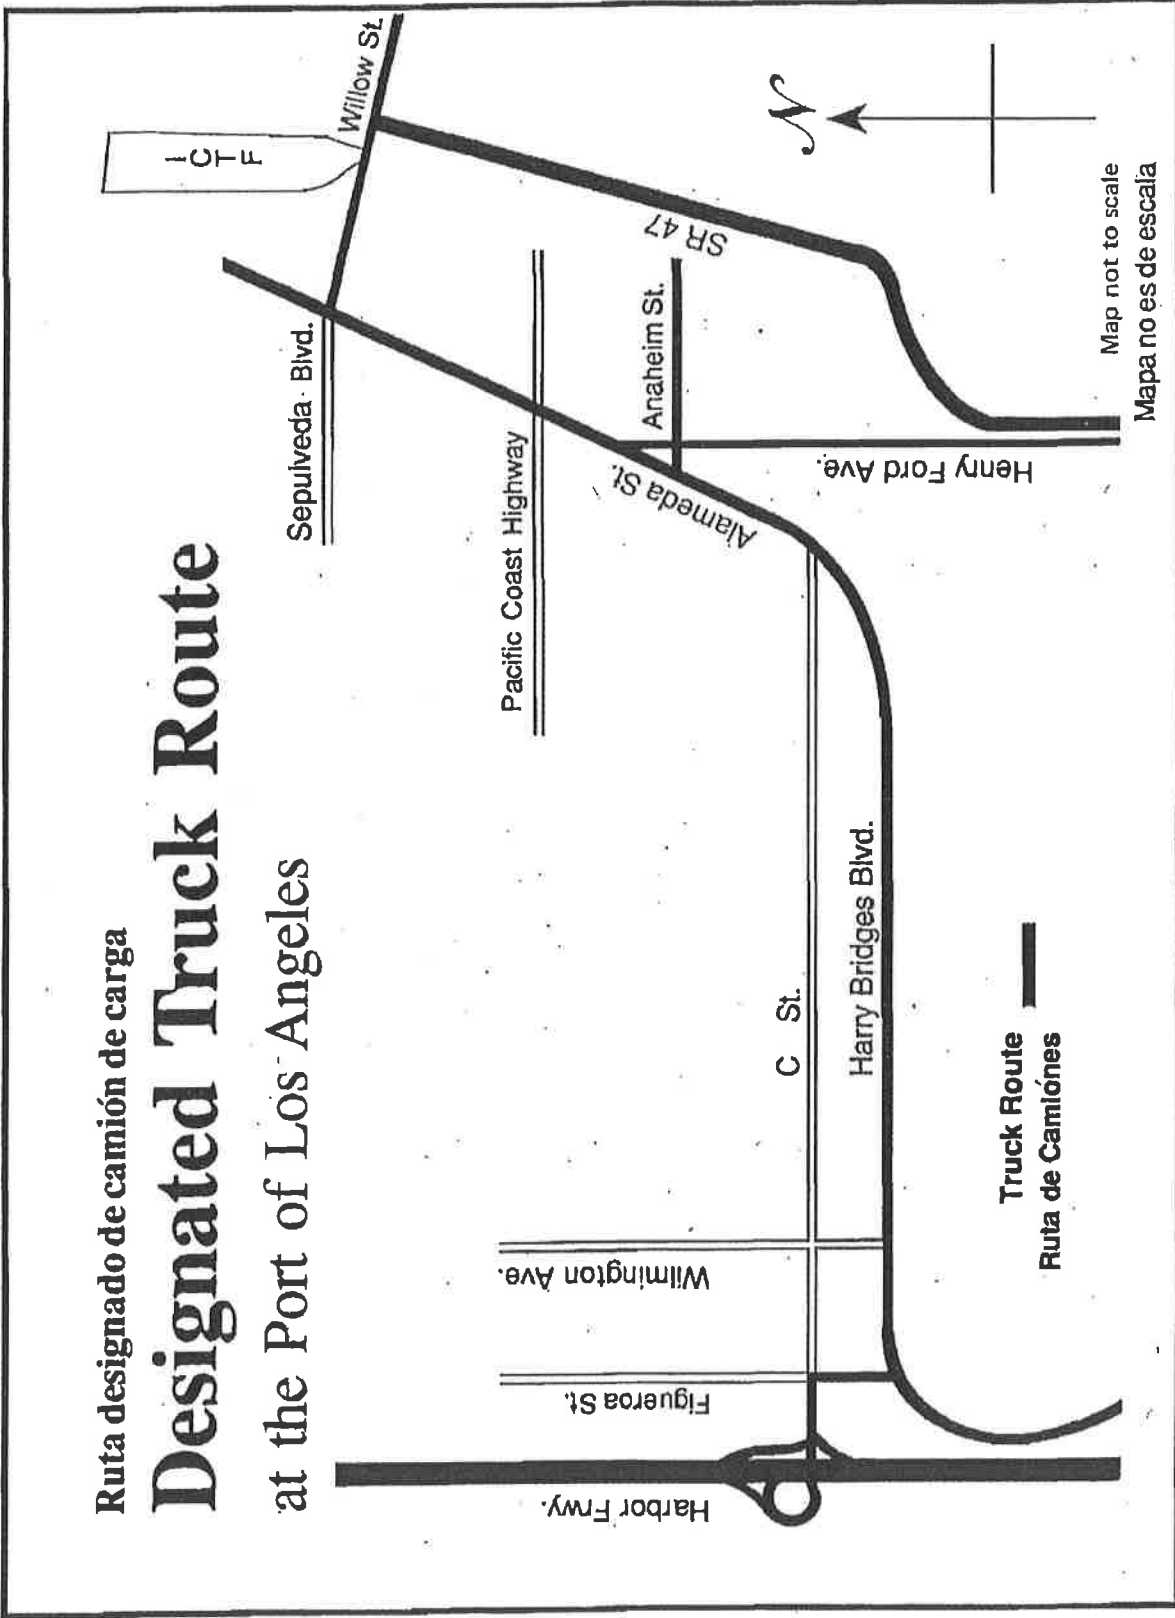 Ruta designado de camión de carga
Designated Truck Route
at the Port of Los Angeles
I
C
T
F
Willow St.
Sepulveda Blvd.
Pacific Coast Highway
SR 47
Anaheim St.
Alameda St.
Henry Ford Ave.
N
C St.
Harry Bridges Blvd.
Wilmington Ave.
Figueroa St.
Harbor Frwy.
Truck Route
Ruta de Camiónes
Map not to scale
Mapa no es de escala